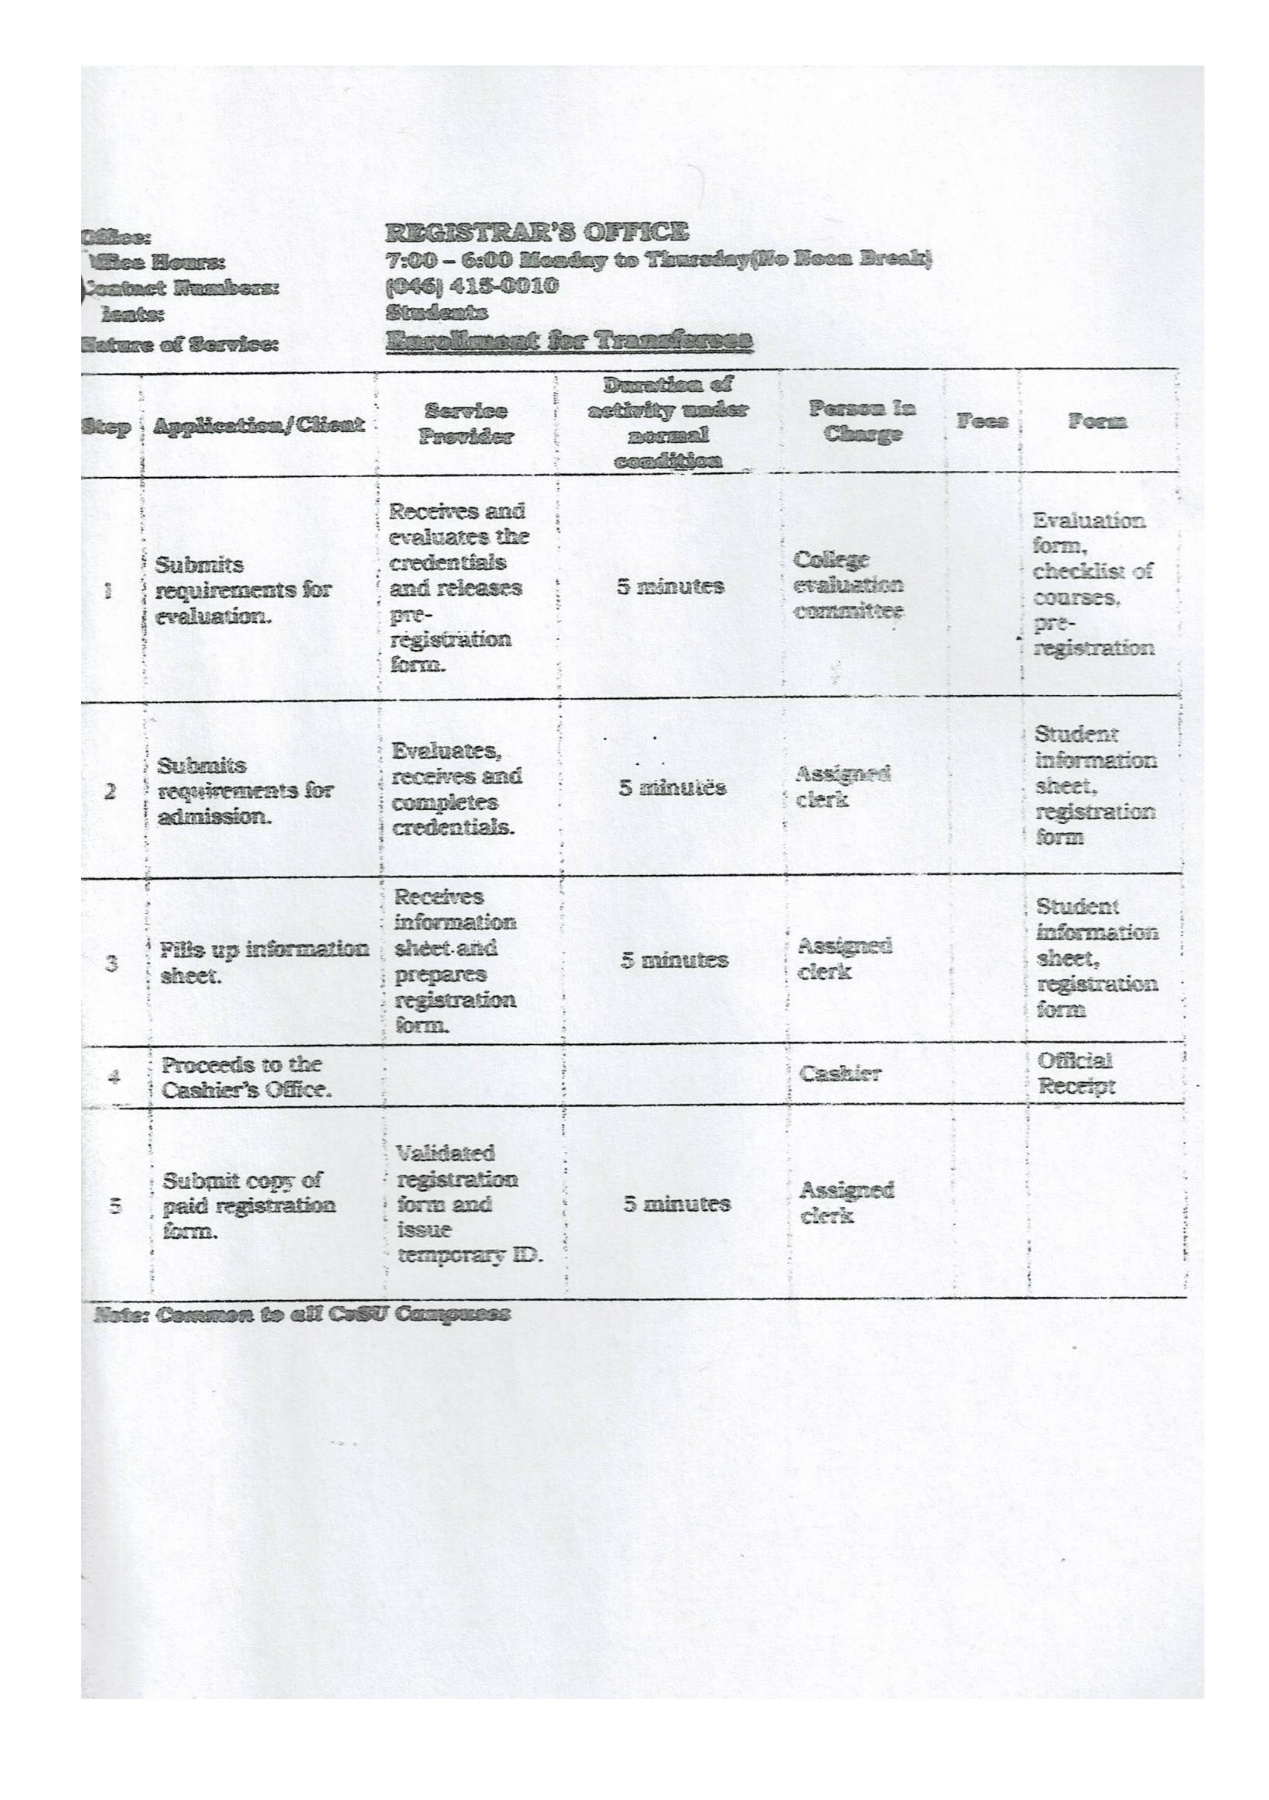 Office: REGISTRAR'S OFFICE
Office Hours: 7:00 – 6:00 Monday to Thursday(No Noon Break)
Contact Numbers: (046) 415-0010
ients: Students
Nature of Service: Enrollment for Transferees
Step Application/Client Service Provider Duration of activity under normal condition Person In Charge Fees Form
1
Submits
requirements for
evaluation.
Receives and
evaluates the
credentials
and releases
pre-
registration
form.
5 minutes
College
evaluation
committee
Evaluation
form,
checklist of
courses,
pre-
registration
2
Submits
requirements for
admission.
Evaluates,
receives and
completes
credentials.
5 minutes
Assigned
clerk
Student
information
sheet,
registration
form
3
Fills up information
sheet.
Receives
information
sheet and
prepares
registration
form.
5 minutes
Assigned
clerk
Student
information
sheet,
registration
form
4
Proceeds to the
Cashier's Office.
Cashier
Official
Receipt
5
Submit copy of
paid registration
form.
Validated
registration
form and
issue
temporary ID.
5 minutes
Assigned
clerk
Note: Common to all CvSU Campuses